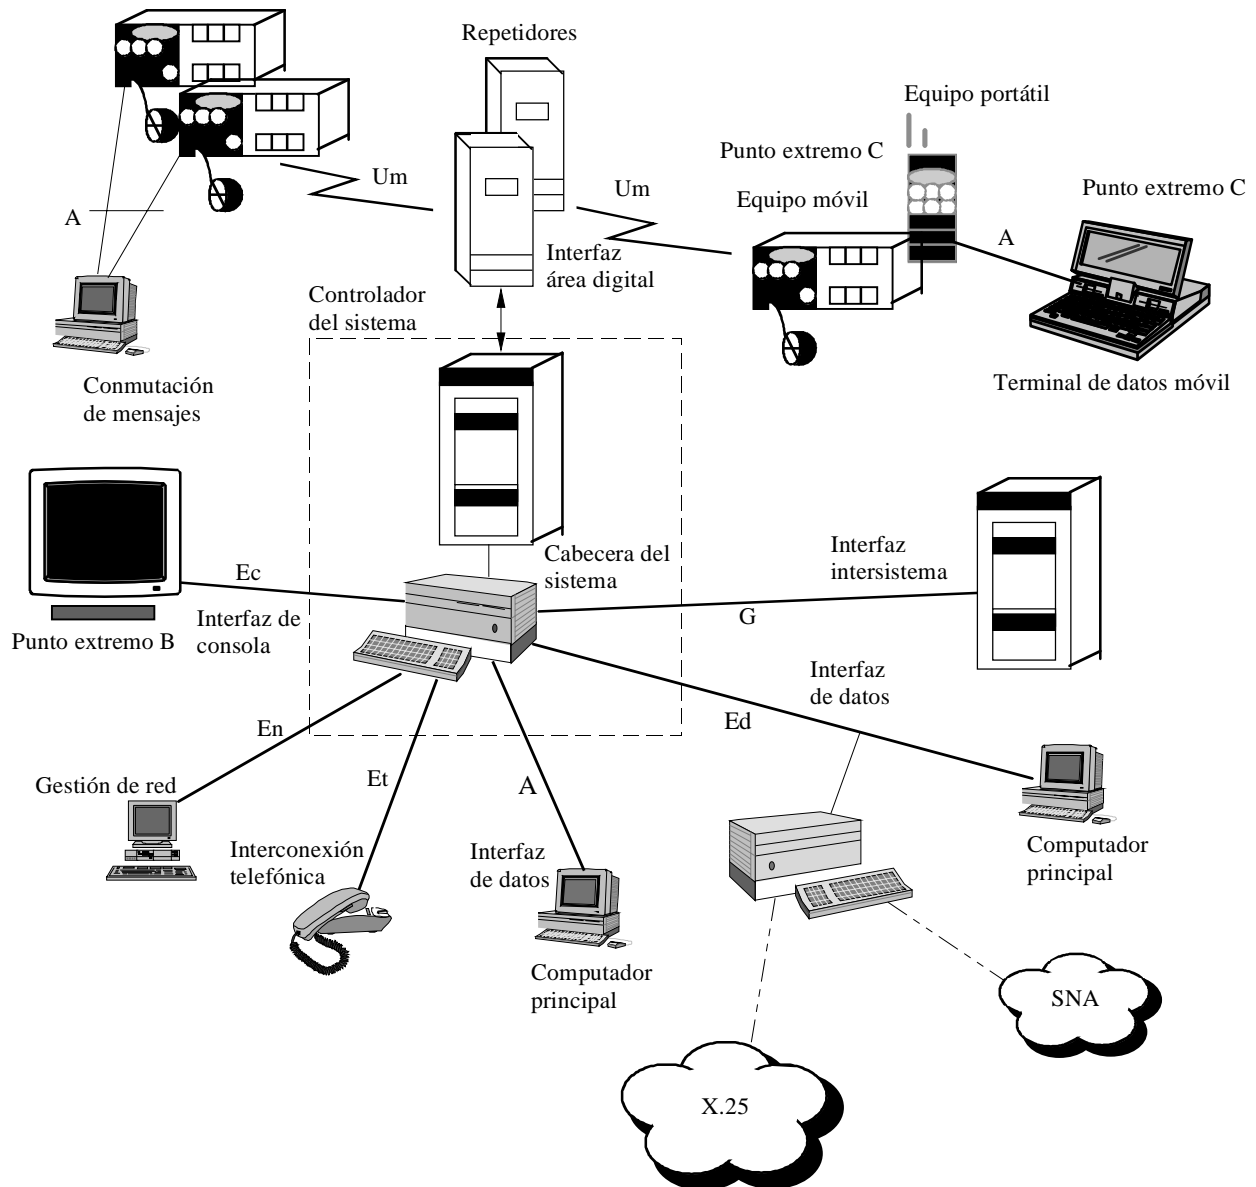 Repetidores
Equipo portátil
Punto extremo C
Um
Um
Equipo móvil
Punto extremo C
A
A
Interfaz
área digital
Controlador
del sistema
Conmutación
de mensajes
Terminal de datos móvil
Cabecera del
sistema
Interfaz
intersistema
Ec
G
Punto extremo B
Interfaz de
consola
Interfaz
de datos
En
Ed
Et
A
Gestión de red
Interconexión
telefónica
Interfaz
de datos
Computador
principal
Computador
principal
SNA
X.25